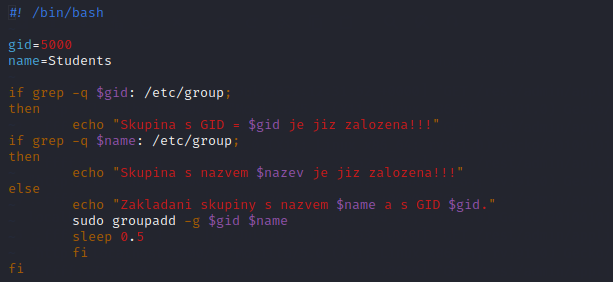 #! /bin/bash

gid=5000
name=Students

if grep -q $gid: /etc/group;
then
        echo "Skupina s GID = $gid je jiz zalozena!!!"
if grep -q $name: /etc/group;
then
        echo "Skupina s nazvem $nazev je jiz zalozena!!!"
else
        echo "Zakladani skupiny s nazvem $name a s GID $gid."
        sudo groupadd -g $gid $name
        sleep 0.5
        fi
fi